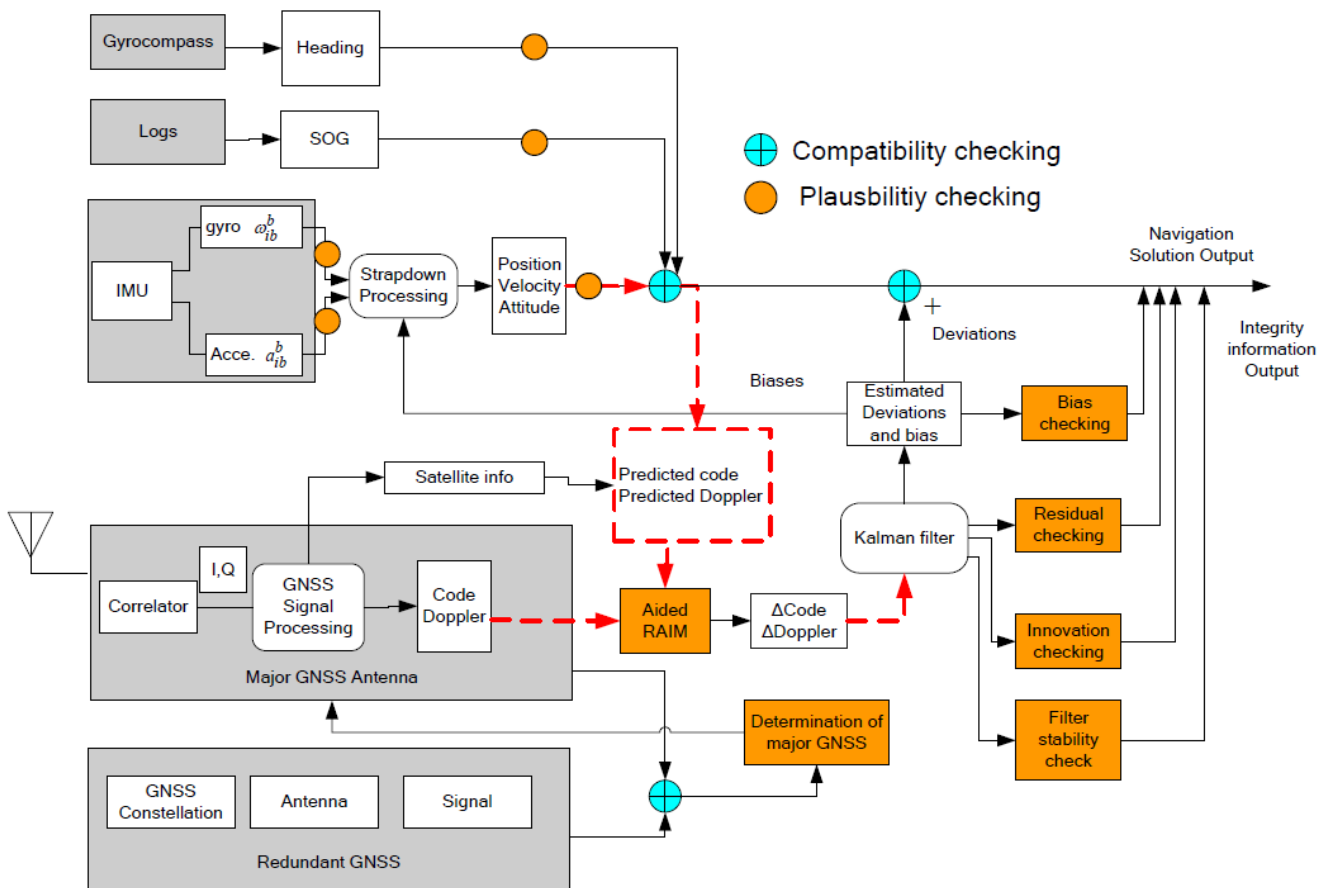 Gyrocompass
Heading
Logs
SOG
Compatibility checking
Plausbilitiy checking
gyro ω^b_ib
IMU
Acce. a^b_ib
Strapdown
Processing
Position
Velocity
Attitude
Navigation
Solution Output
+
Deviations
Integrity
information
Output
Biases
Estimated
Deviations
and bias
Bias
checking
Satellite info
Predicted code
Predicted Doppler
Kalman filter
Residual
checking
I,Q
Correlator
GNSS
Signal
Processing
Code
Doppler
Major GNSS Antenna
Aided
RAIM
ΔCode
ΔDoppler
Innovation
checking
Determination of
major GNSS
Filter
stability
check
GNSS
Constellation
Antenna
Signal
Redundant GNSS